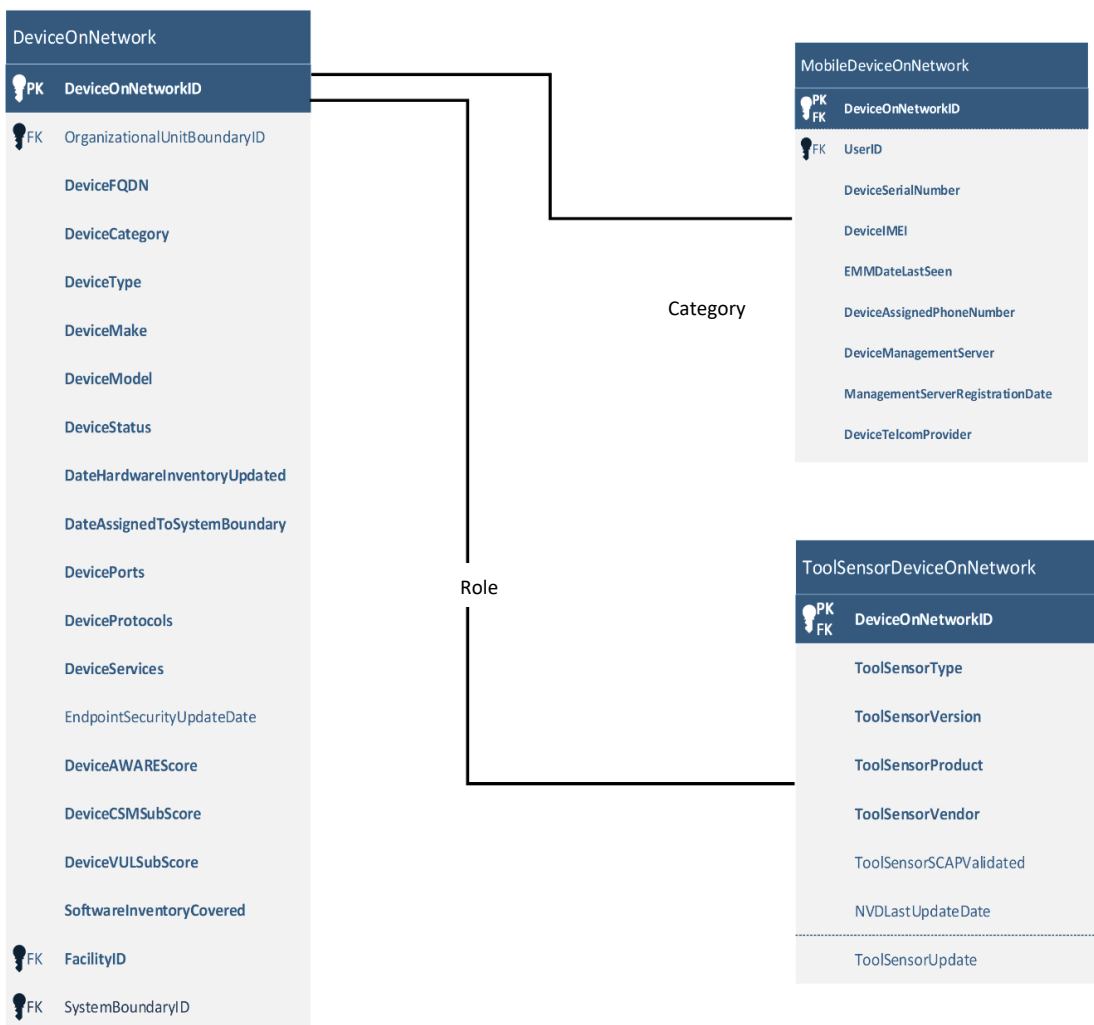 DeviceOnNetwork
PK DeviceOnNetworkID
FK OrganizationalUnitBoundaryID
DeviceFQDN
DeviceCategory
DeviceType
DeviceMake
DeviceModel
DeviceStatus
DateHardwareInventoryUpdated
DateAssignedToSystemBoundary
DevicePorts
DeviceProtocols
DeviceServices
EndpointSecurityUpdateDate
DeviceAWAREScore
DeviceCSMSubScore
DeviceVULSubScore
SoftwareInventoryCovered
FK FacilityID
FK SystemBoundaryID
Category
Role
MobileDeviceOnNetwork
PK
FK DeviceOnNetworkID
FK UserID
DeviceSerialNumber
DeviceIMEI
EMMDateLastSeen
DeviceAssignedPhoneNumber
DeviceManagementServer
ManagementServerRegistrationDate
DeviceTelcomProvider
ToolSensorDeviceOnNetwork
PK
FK DeviceOnNetworkID
ToolSensorType
ToolSensorVersion
ToolSensorProduct
ToolSensorVendor
ToolSensorSCAPValidated
NVDLastUpdateDate
ToolSensorUpdate